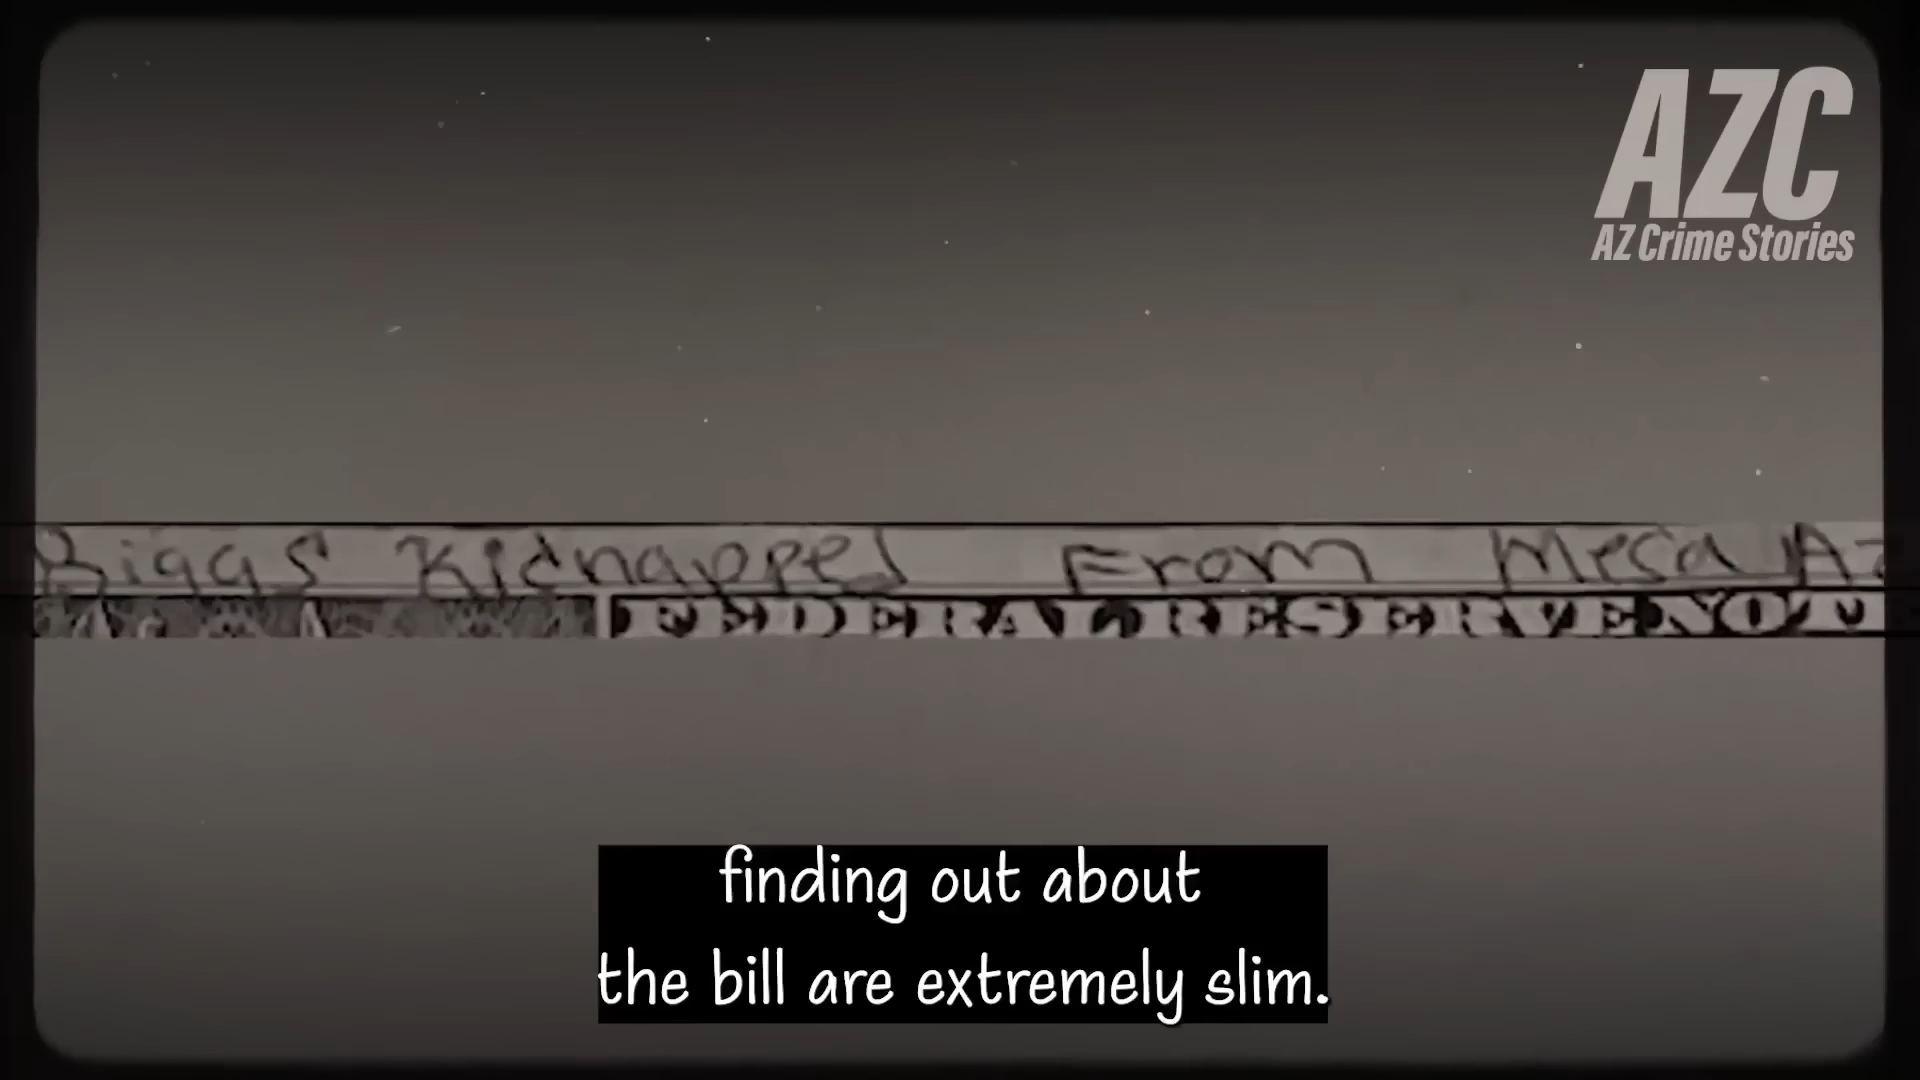 AZC
AZ Crime Stories
Biggs Kidnapped From Mesa Az
FEDERAL RESERVE NOT
finding out about
the bill are extremely slim.